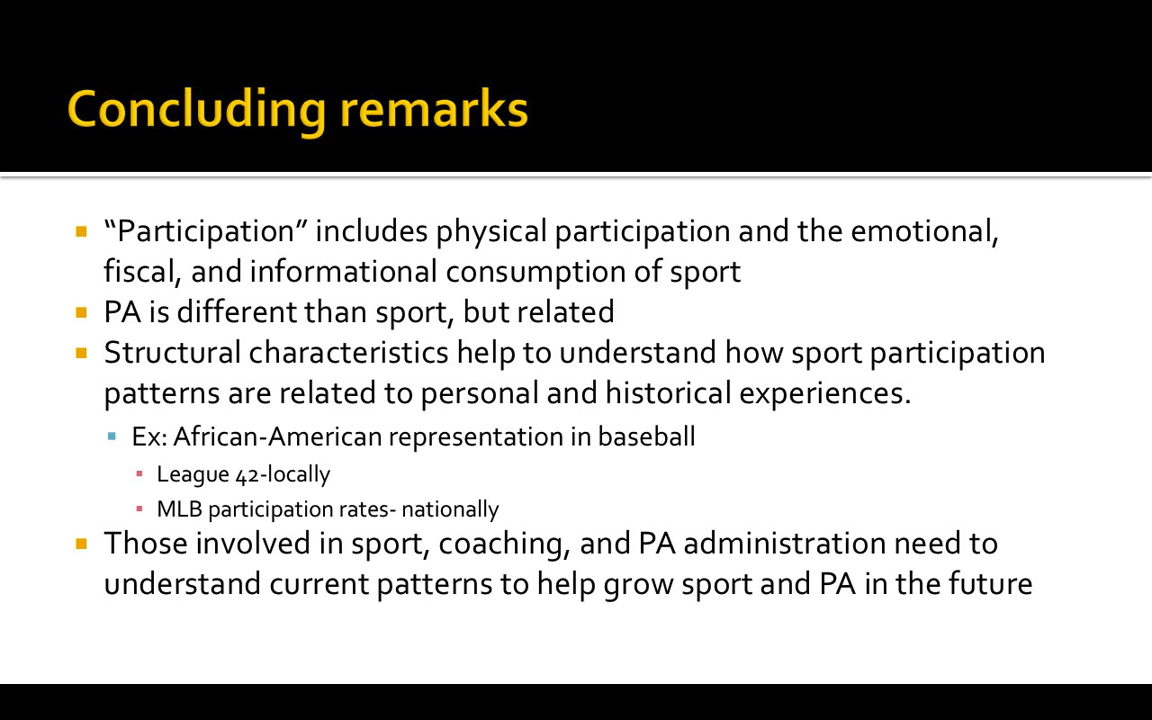 Concluding remarks
“Participation” includes physical participation and the emotional,
fiscal, and informational consumption of sport
PA is different than sport, but related
Structural characteristics help to understand how sport participation
patterns are related to personal and historical experiences.
Ex: African-American representation in baseball
League 42-locally
MLB participation rates- nationally
Those involved in sport, coaching, and PA administration need to
understand current patterns to help grow sport and PA in the future